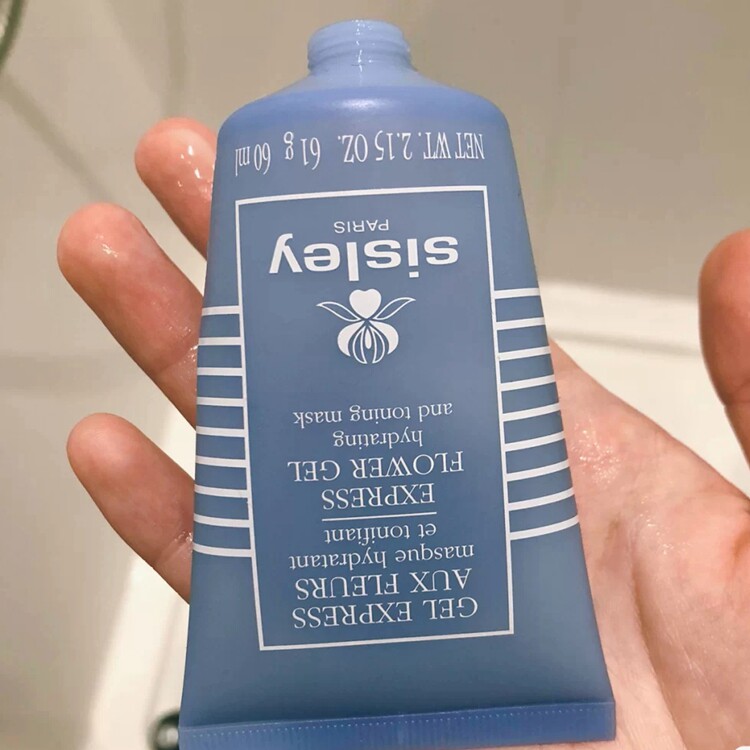 GEL EXPRESS
AUX FLEURS
masque hydratant
et tonifiant
EXPRESS
FLOWER GEL
hydrating
and toning mask
sisley
PARIS
NET WT. 2.15 OZ. 61 g 60 ml